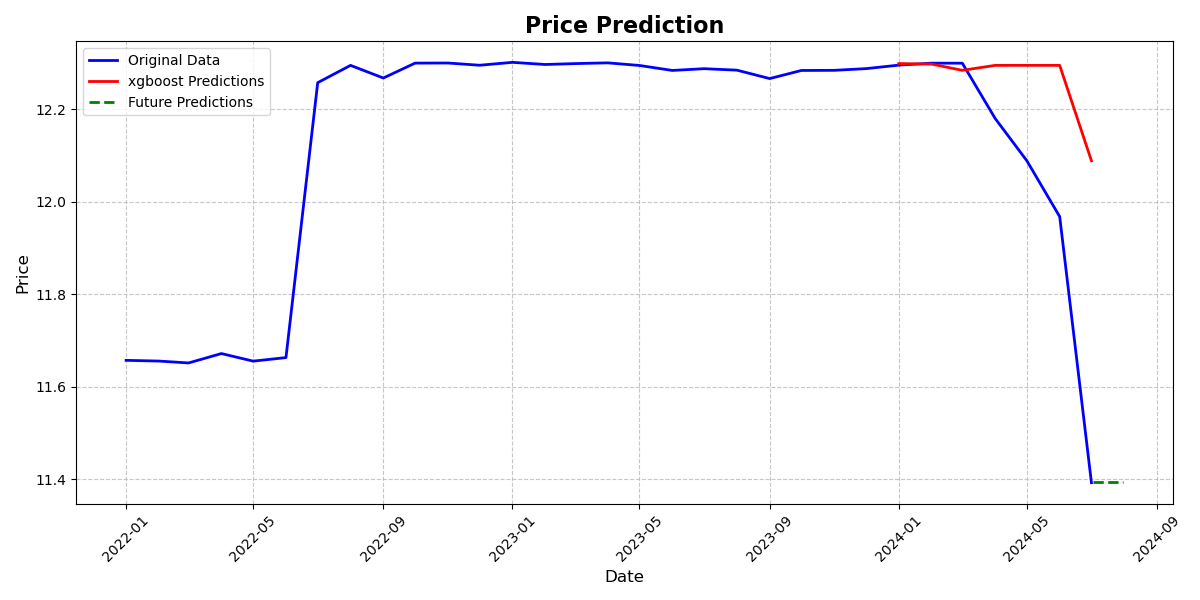 Price Prediction
Original Data
xgboost Predictions
Future Predictions
Price
12.2
12.0
11.8
11.6
11.4
2022-01
2022-05
2022-09
2023-01
2023-05
2023-09
2024-01
2024-05
2024-09
Date